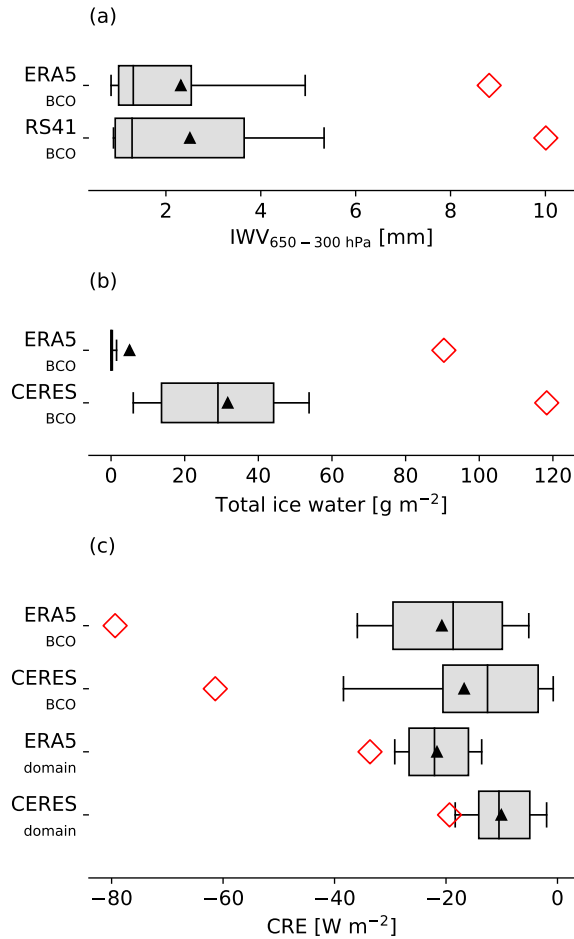 (a)
ERA5
BCO
RS41
BCO
2 4 6 8 10
IWV650 − 300 hPa [mm]
(b)
ERA5
BCO
CERES
BCO
0 20 40 60 80 100 120
Total ice water [g m−2]
(c)
ERA5
BCO
CERES
BCO
ERA5
domain
CERES
domain
−80 −60 −40 −20 0
CRE [W m−2]